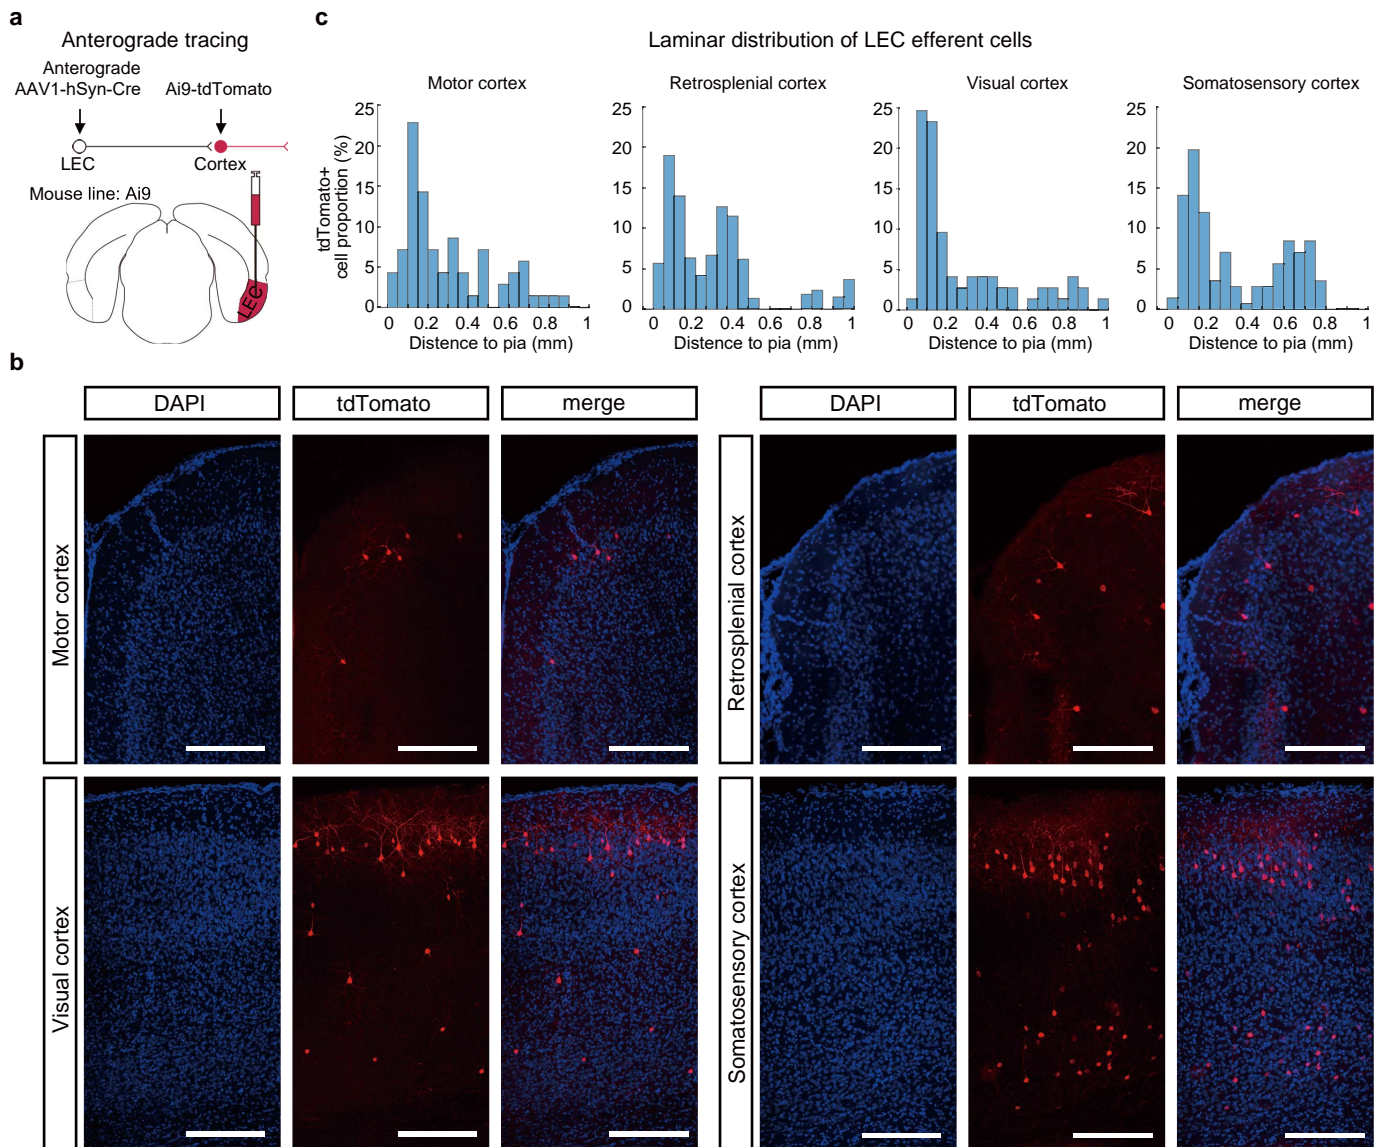 a
Anterograde tracing
Anterograde
AAV1-hSyn-Cre
Ai9-tdTomato
LEC
Cortex
Mouse line: Ai9
LEC
c
Laminar distribution of LEC efferent cells
Motor cortex
Retrosplenial cortex
Visual cortex
Somatosensory cortex
tdTomato+
cell proportion (%)
25
20
15
10
5
0
0 0.2 0.4 0.6 0.8 1
Distence to pia (mm)
25
20
15
10
5
0
0 0.2 0.4 0.6 0.8 1
Distence to pia (mm)
25
20
15
10
5
0
0 0.2 0.4 0.6 0.8 1
Distence to pia (mm)
25
20
15
10
5
0
0 0.2 0.4 0.6 0.8 1
Distence to pia (mm)
b
DAPI
tdTomato
merge
DAPI
tdTomato
merge
Motor cortex
Retrosplenial cortex
Visual cortex
Somatosensory cortex